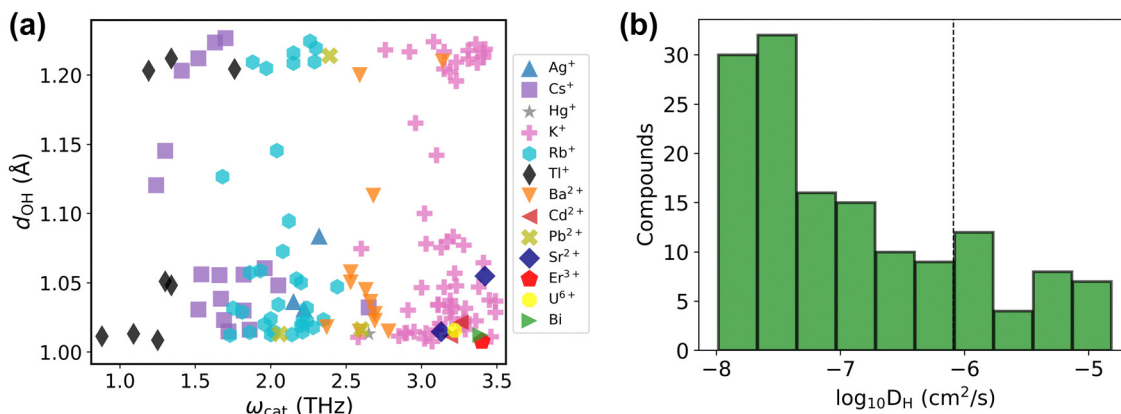 (a)
1.20
1.15
1.10
1.05
1.00
d_OH (Å)
1.0 1.5 2.0 2.5 3.0 3.5
ω_cat (THz)
Ag⁺
Cs⁺
Hg⁺
K⁺
Rb⁺
Tl⁺
Ba²⁺
Cd²⁺
Pb²⁺
Sr²⁺
Er³⁺
U⁶⁺
Bi
(b)
30
25
20
15
10
5
0
Compounds
−8 −7 −6 −5
log₁₀D_H (cm²/s)